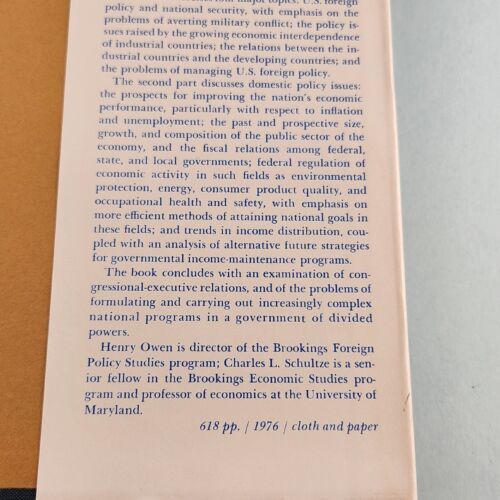 major topics: U.S. foreign
policy and national security, with emphasis on the
problems of averting military conflict; the policy is-
sues raised by the growing economic interdependence
of industrial countries; the relations between the in-
dustrial countries and the developing countries; and
the problems of managing U.S. foreign policy.
The second part discusses domestic policy issues:
the prospects for improving the nation's economic
performance, particularly with respect to inflation
and unemployment; the past and prospective size,
growth, and composition of the public sector of the
economy, and the fiscal relations among federal,
state, and local governments; federal regulation of
economic activity in such fields as environmental
protection, energy, consumer product quality, and
occupational health and safety, with emphasis on
more efficient methods of attaining national goals in
these fields; and trends in income distribution, cou-
pled with an analysis of alternative future strategies
for governmental income-maintenance programs.
The book concludes with an examination of con-
gressional-executive relations, and of the problems of
formulating and carrying out increasingly complex
national programs in a government of divided
powers.
Henry Owen is director of the Brookings Foreign
Policy Studies program; Charles L. Schultze is a sen-
ior fellow in the Brookings Economic Studies pro-
gram and professor of economics at the University of
Maryland.
618 pp. / 1976 / cloth and paper